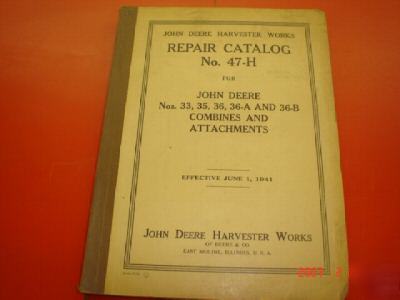 JOHN DEERE HARVESTER WORKS
REPAIR CATALOG
No. 47-H
FOR
JOHN DEERE
Nos. 33, 35, 36, 36-A AND 36-B
COMBINES AND
ATTACHMENTS
EFFECTIVE JUNE 1, 1941
JOHN DEERE HARVESTER WORKS
OF DEERE & CO.
EAST MOLINE, ILLINOIS, U. S. A.